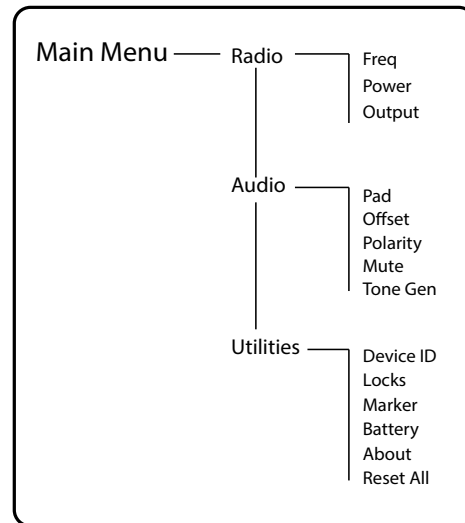 Main Menu
Radio
Freq
Power
Output
Audio
Pad
Offset
Polarity
Mute
Tone Gen
Utilities
Device ID
Locks
Marker
Battery
About
Reset All